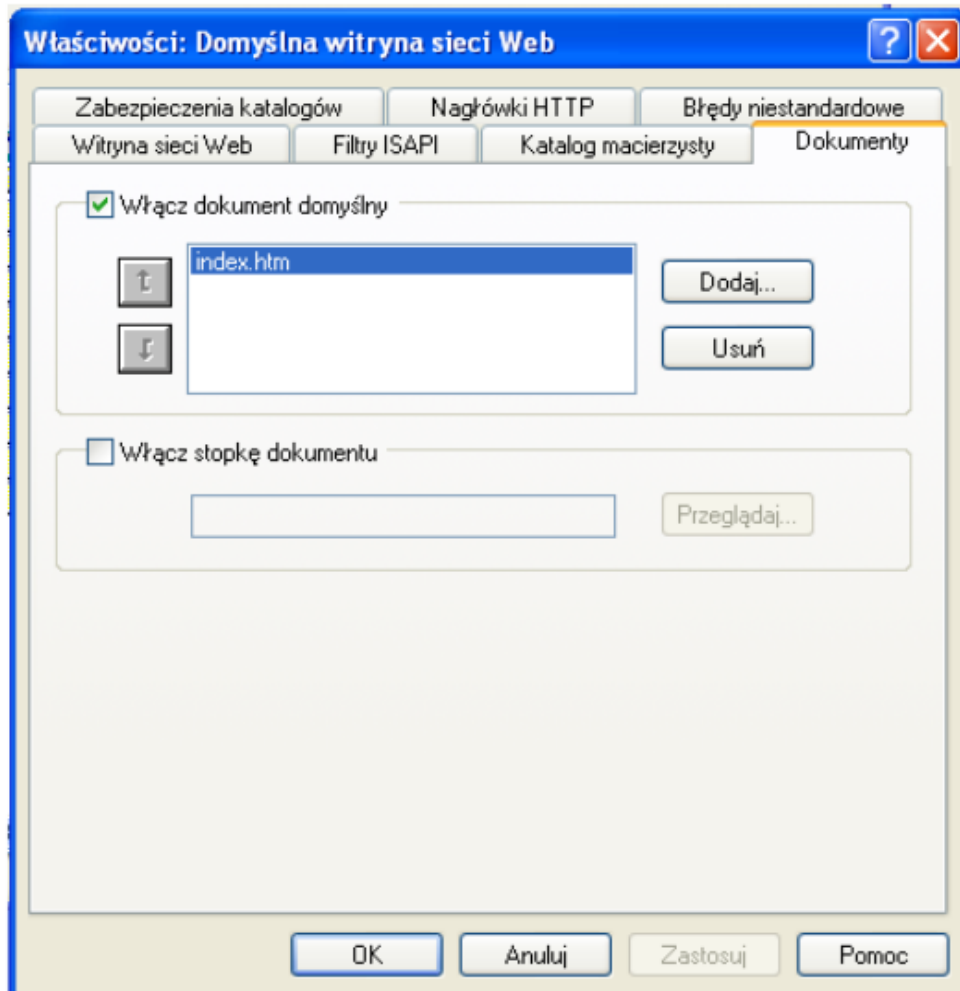 Właściwości: Domyślna witryna sieci Web
Zabezpieczenia katalogów Nagłówki HTTP Błędy niestandardowe
Witryna sieci Web Filtry ISAPI Katalog macierzysty Dokumenty
Włącz dokument domyślny
index.htm
Dodaj...
Usuń
Włącz stopkę dokumentu
Przeglądaj...
OK Anuluj Zastosuj Pomoc